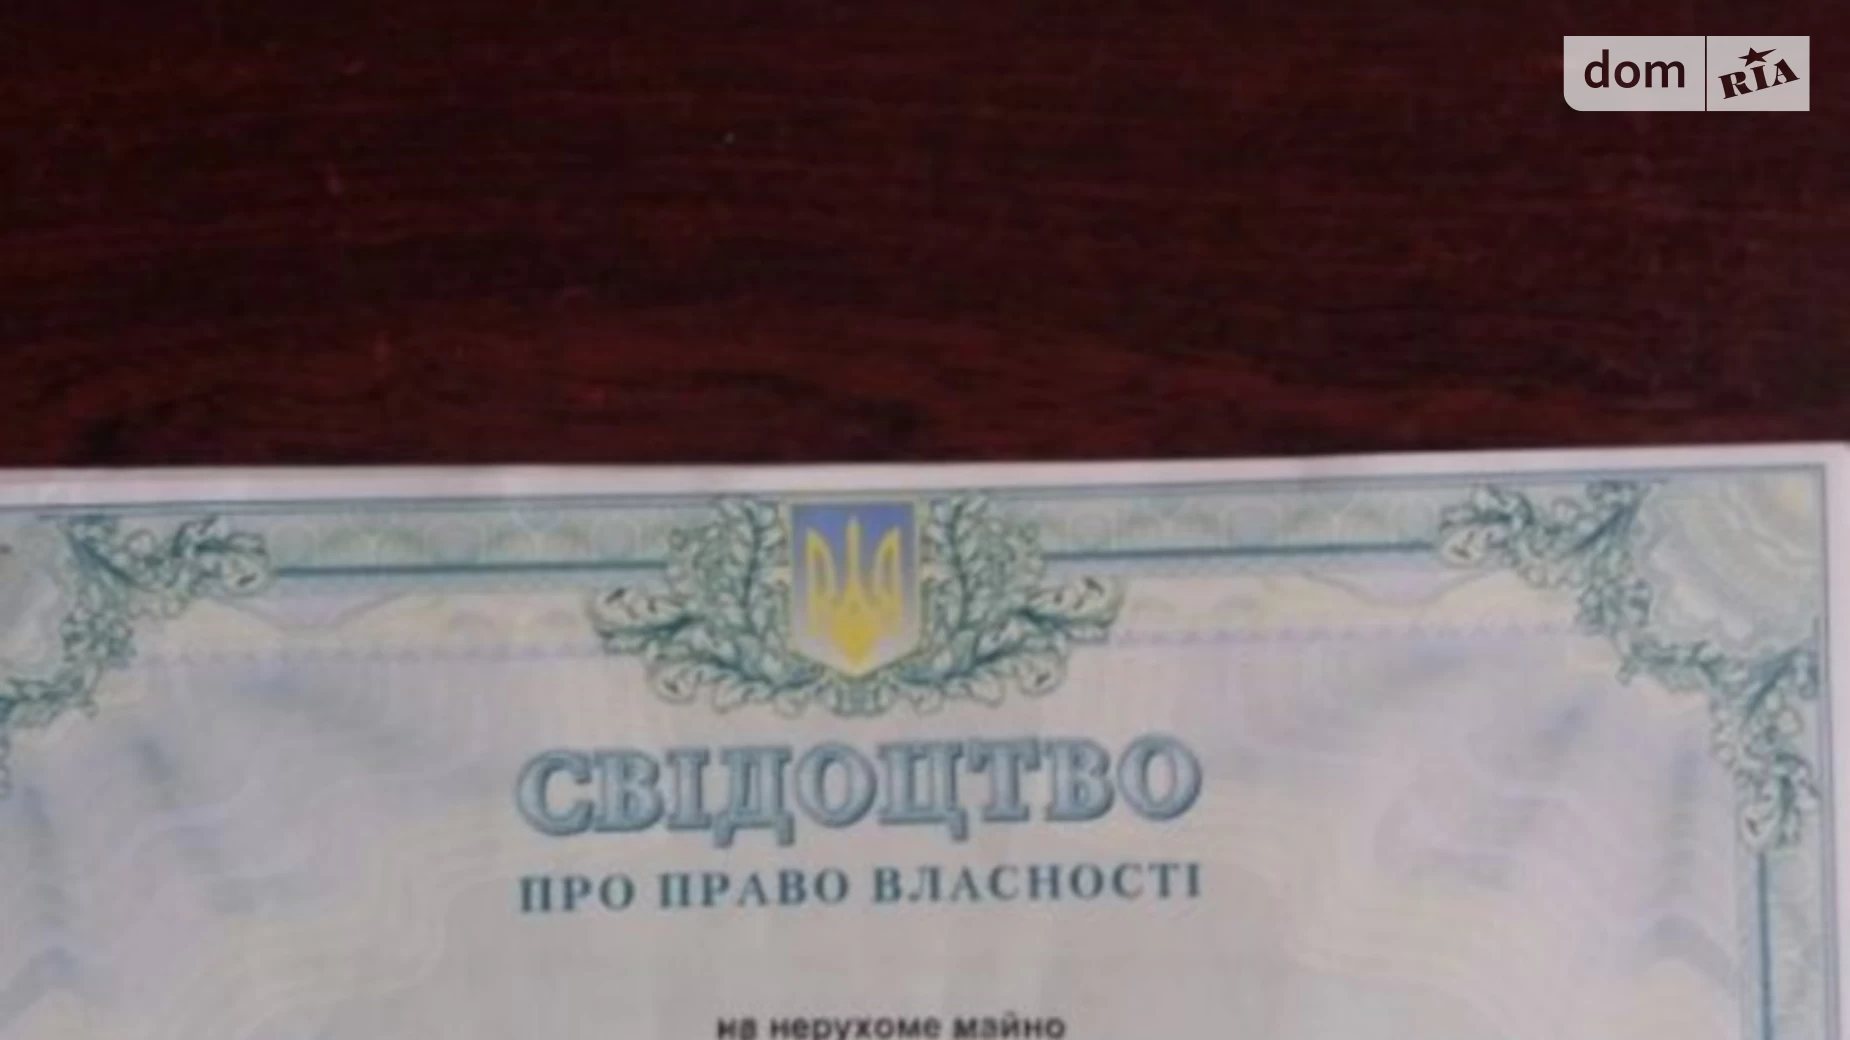 dom RIA
СВІДОЦТВО
ПРО ПРАВО ВЛАСНОСТІ
на нерухоме майно